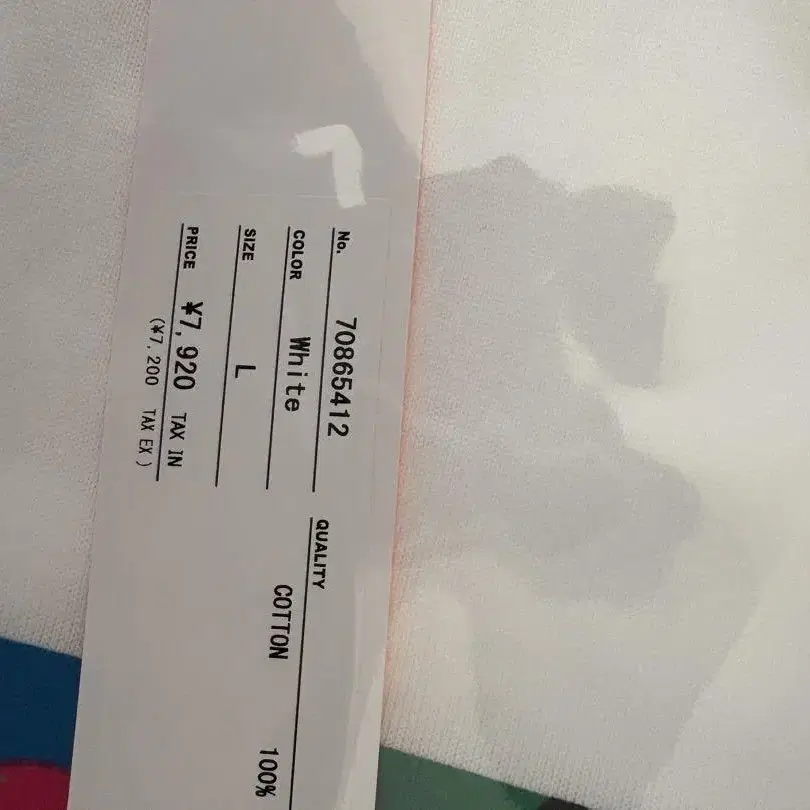 No. 70865412
COLOR White
SIZE L
PRICE ¥7,920 TAX IN
(¥7,200 TAX EX)
QUALITY
COTTON 100%